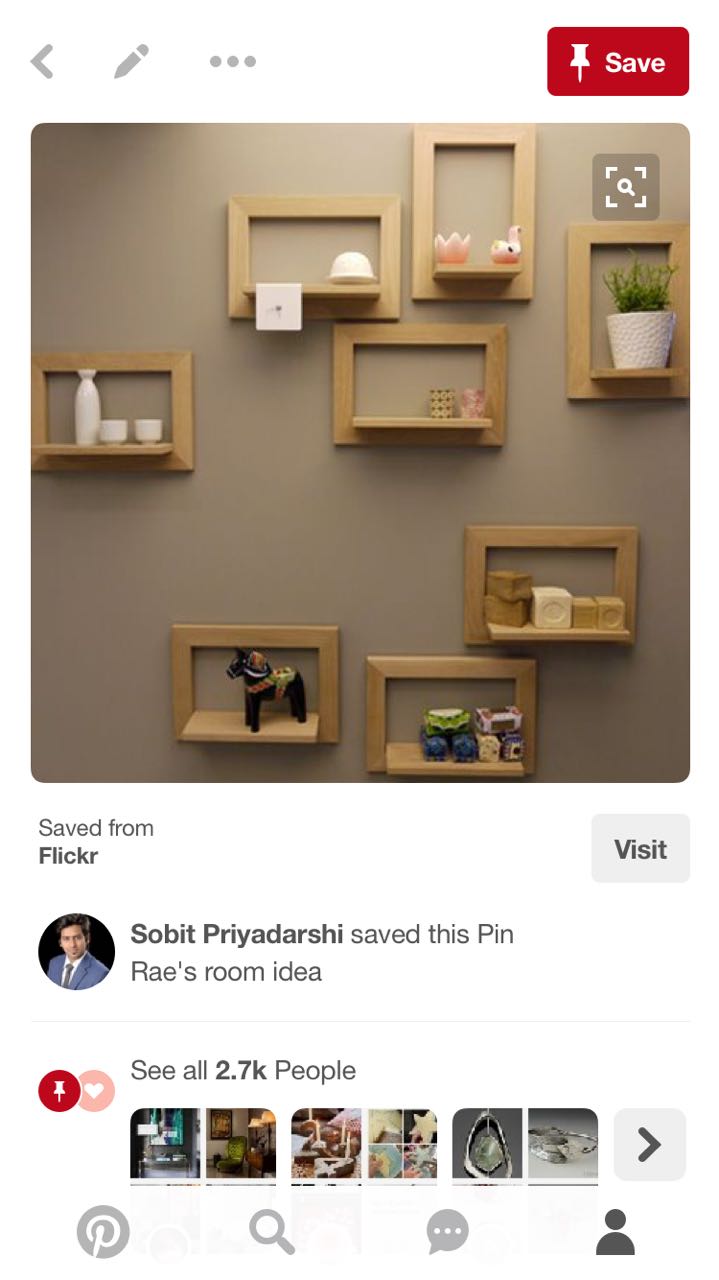 Save
Saved from
Flickr
Visit
Sobit Priyadarshi saved this Pin
Rae's room idea
See all 2.7k People